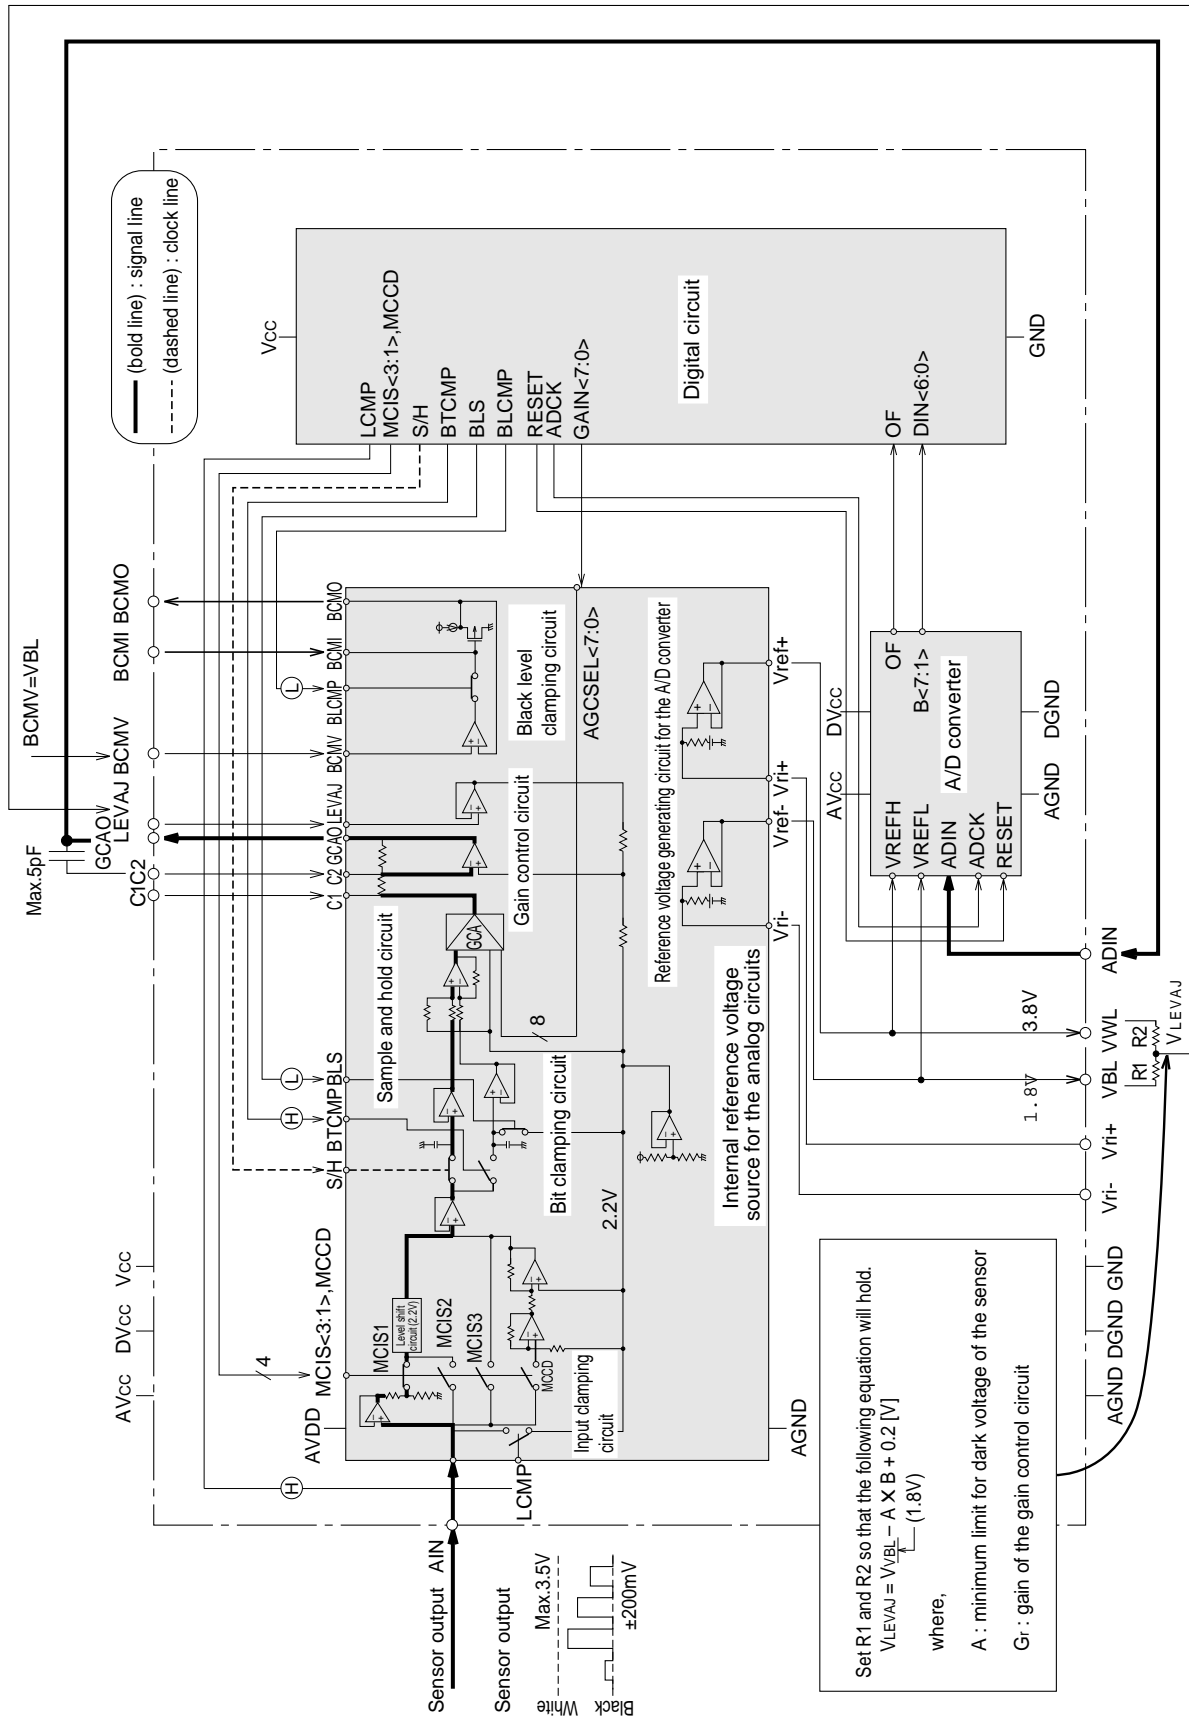 (bold line) : signal line
(dashed line) : clock line
BCMV=VBL
Max.5pF
C1
C2
GCAO
LEVAJ
BCMV
BCMI
BCMO
AVCC
DVCC
VCC
VCC
LCMP
MCIS<3:1>,MCCD
S/H
BTCMP
BLS
BLCMP
RESET
ADCK
GAIN<7:0>
Digital circuit
OF
DIN<6:0>
GND
H
4
H
L
L
AVDD
MCIS<3:1>,MCCD
S/H
BTCMP
BLS
C1
C2
GCAO
LEVAJ
BCMV
BLCMP
BCMI
BCMO
MCIS1
Level shift
circuit(2.2V)
MCIS2
MCIS3
MCCD
Input clamping
circuit
Sample and hold circuit
Bit clamping circuit
GCA
Gain control circuit
Black level
clamping circuit
8
AGCSEL<7:0>
2.2V
Internal reference voltage
source for the analog circuits
Reference voltage generating circuit for the A/D converter
AGND
Vri-
Vref-
Vri+
Vref+
LCMP
Sensor output
AIN
Sensor output
Max.3.5V
White
Black
±200mV
AVCC
DVCC
VREFH
VREFL
ADIN
ADCK
RESET
OF
B<7:1>
A/D converter
AGND
DGND
3.8V
1.8V
AGND
DGND
GND
Vri-
Vri+
VBL
VWL
ADIN
R1
R2
VLEVAJ
Set R1 and R2 so that the following equation will hold.
VLEVAJ = VVBL − A X B + 0.2 [V]
(1.8V)
where,
A : minimum limit for dark voltage of the sensor
Gr : gain of the gain control circuit